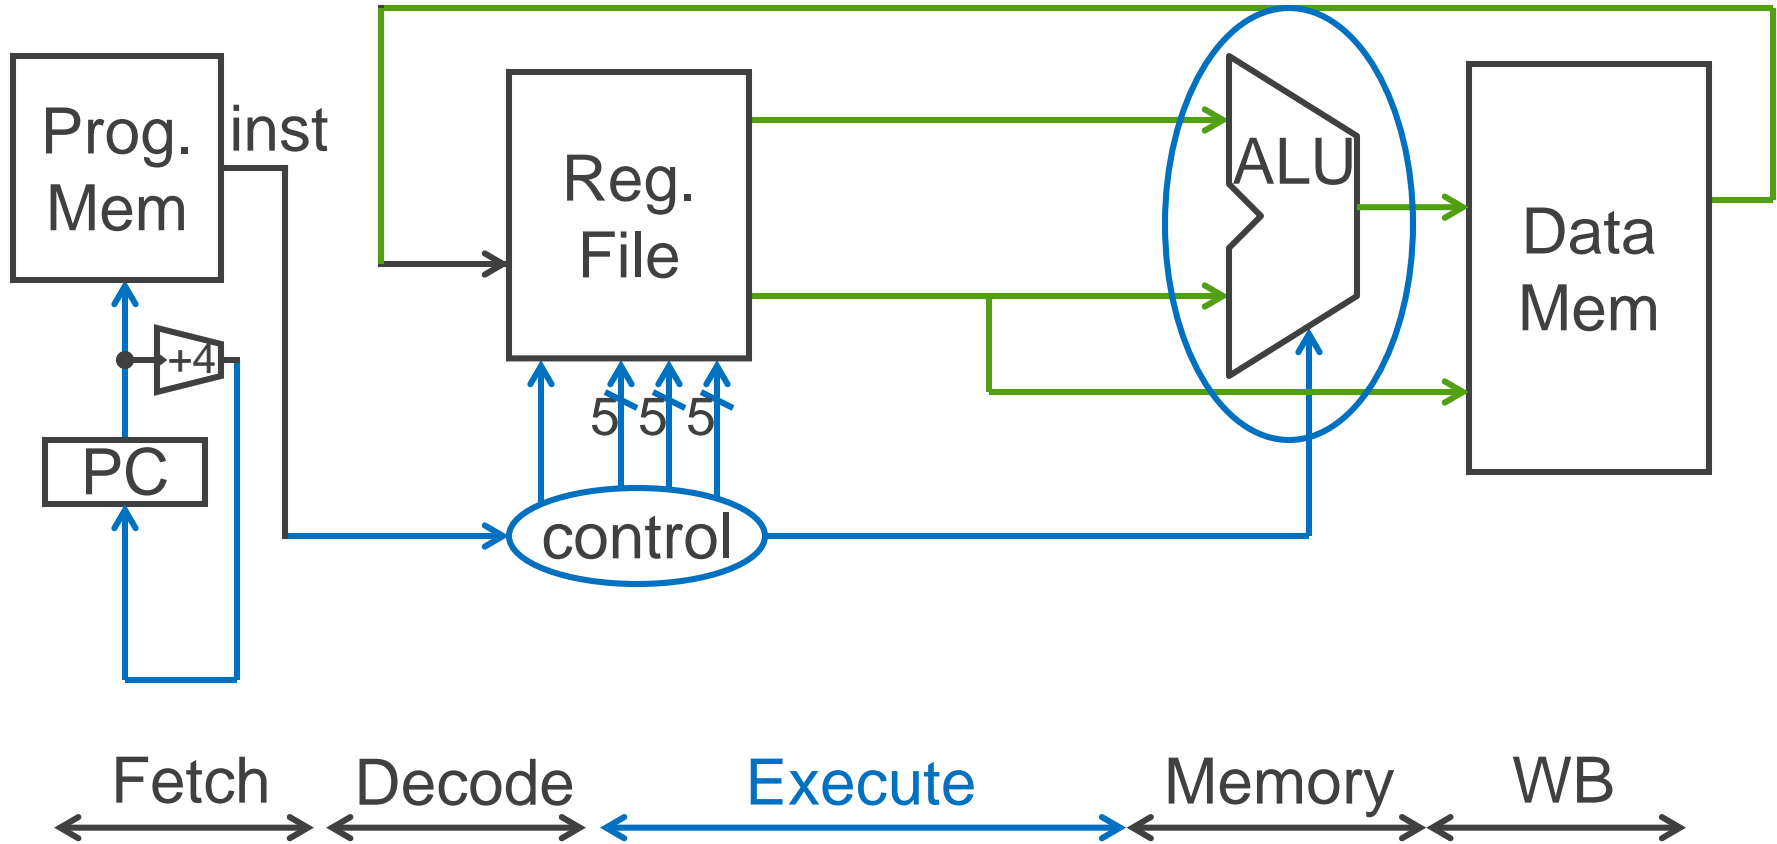 Prog.
Mem
inst
+4
PC
Reg.
File
5 5 5
control
ALU
Data
Mem
Fetch
Decode
Execute
Memory
WB